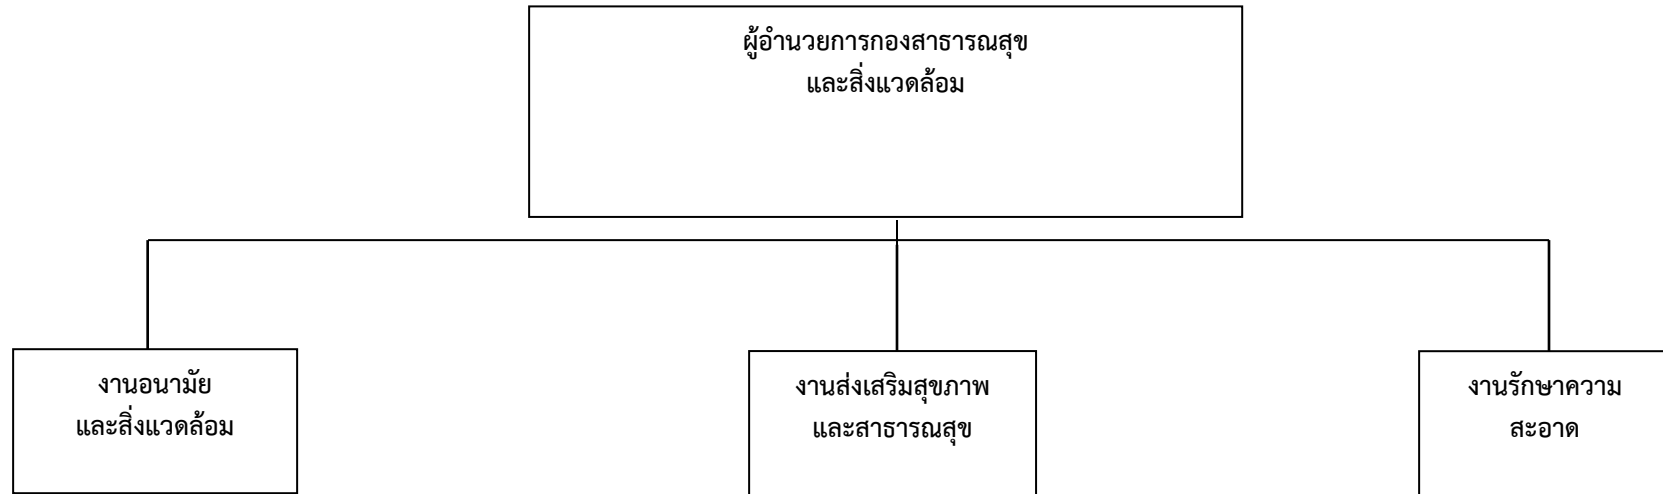 ผู้อำนวยการกองสาธารณสุข
และสิ่งแวดล้อม
งานอนามัย
และสิ่งแวดล้อม
งานส่งเสริมสุขภาพ
และสาธารณสุข
งานรักษาความ
สะอาด